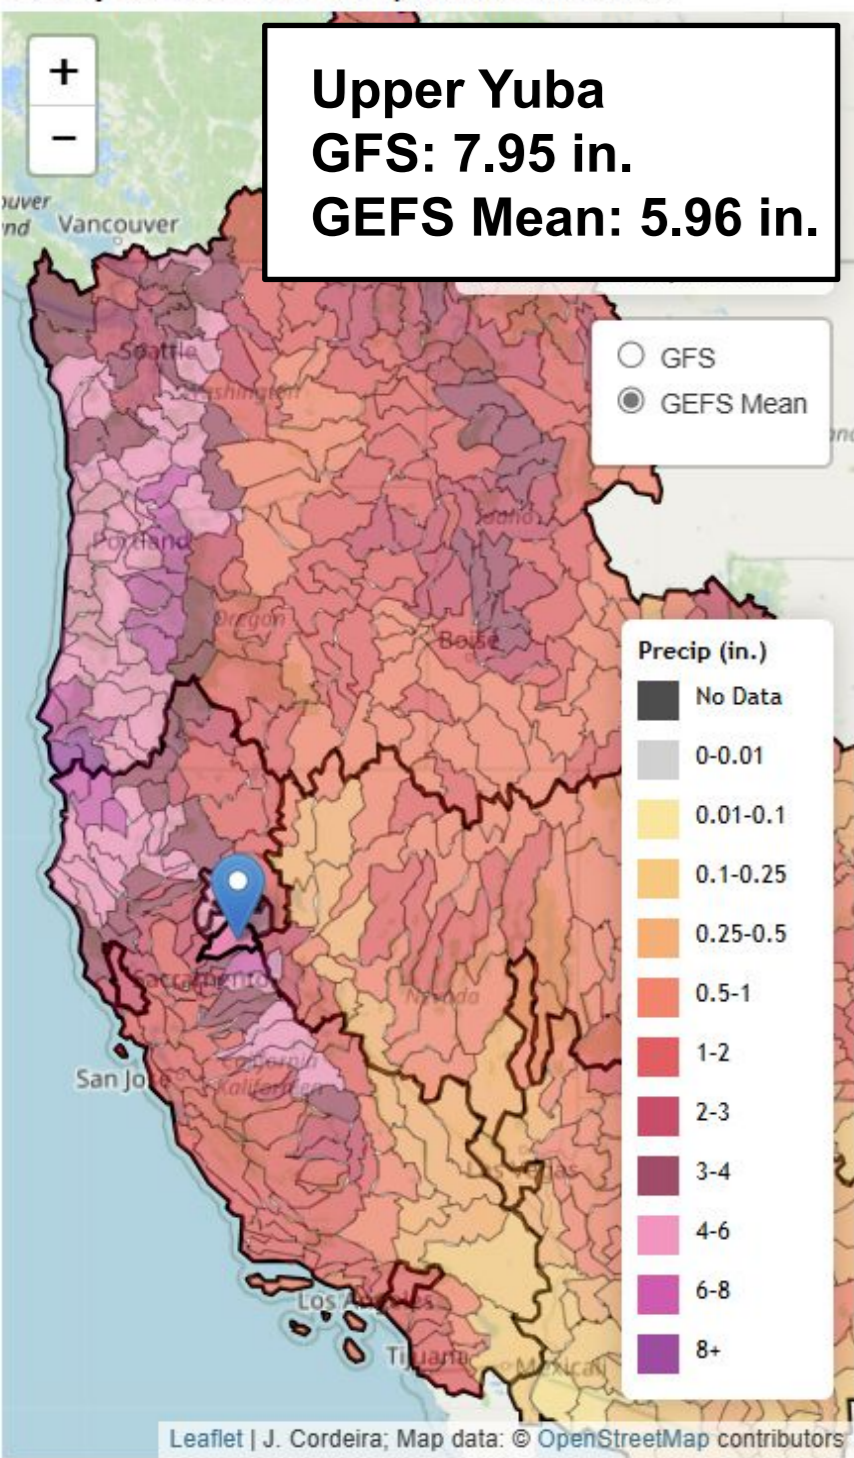 +
Upper Yuba
GFS: 7.95 in.
GEFS Mean: 5.96 in.
−
Vancouver
Seattle
GFS
Washington
GEFS Mean
Portland
Idaho
Oregon
Boise
Precip (in.)
No Data
0-0.01
0.01-0.1
0.1-0.25
0.25-0.5
Sacramento
0.5-1
Nevada
1-2
California
San Jo
Kalifornien
2-3
Las Vegas
3-4
4-6
6-8
Los Angeles
8+
Tijuana
Mexicali
Leaflet | J. Cordeira; Map data: © OpenStreetMap contributors